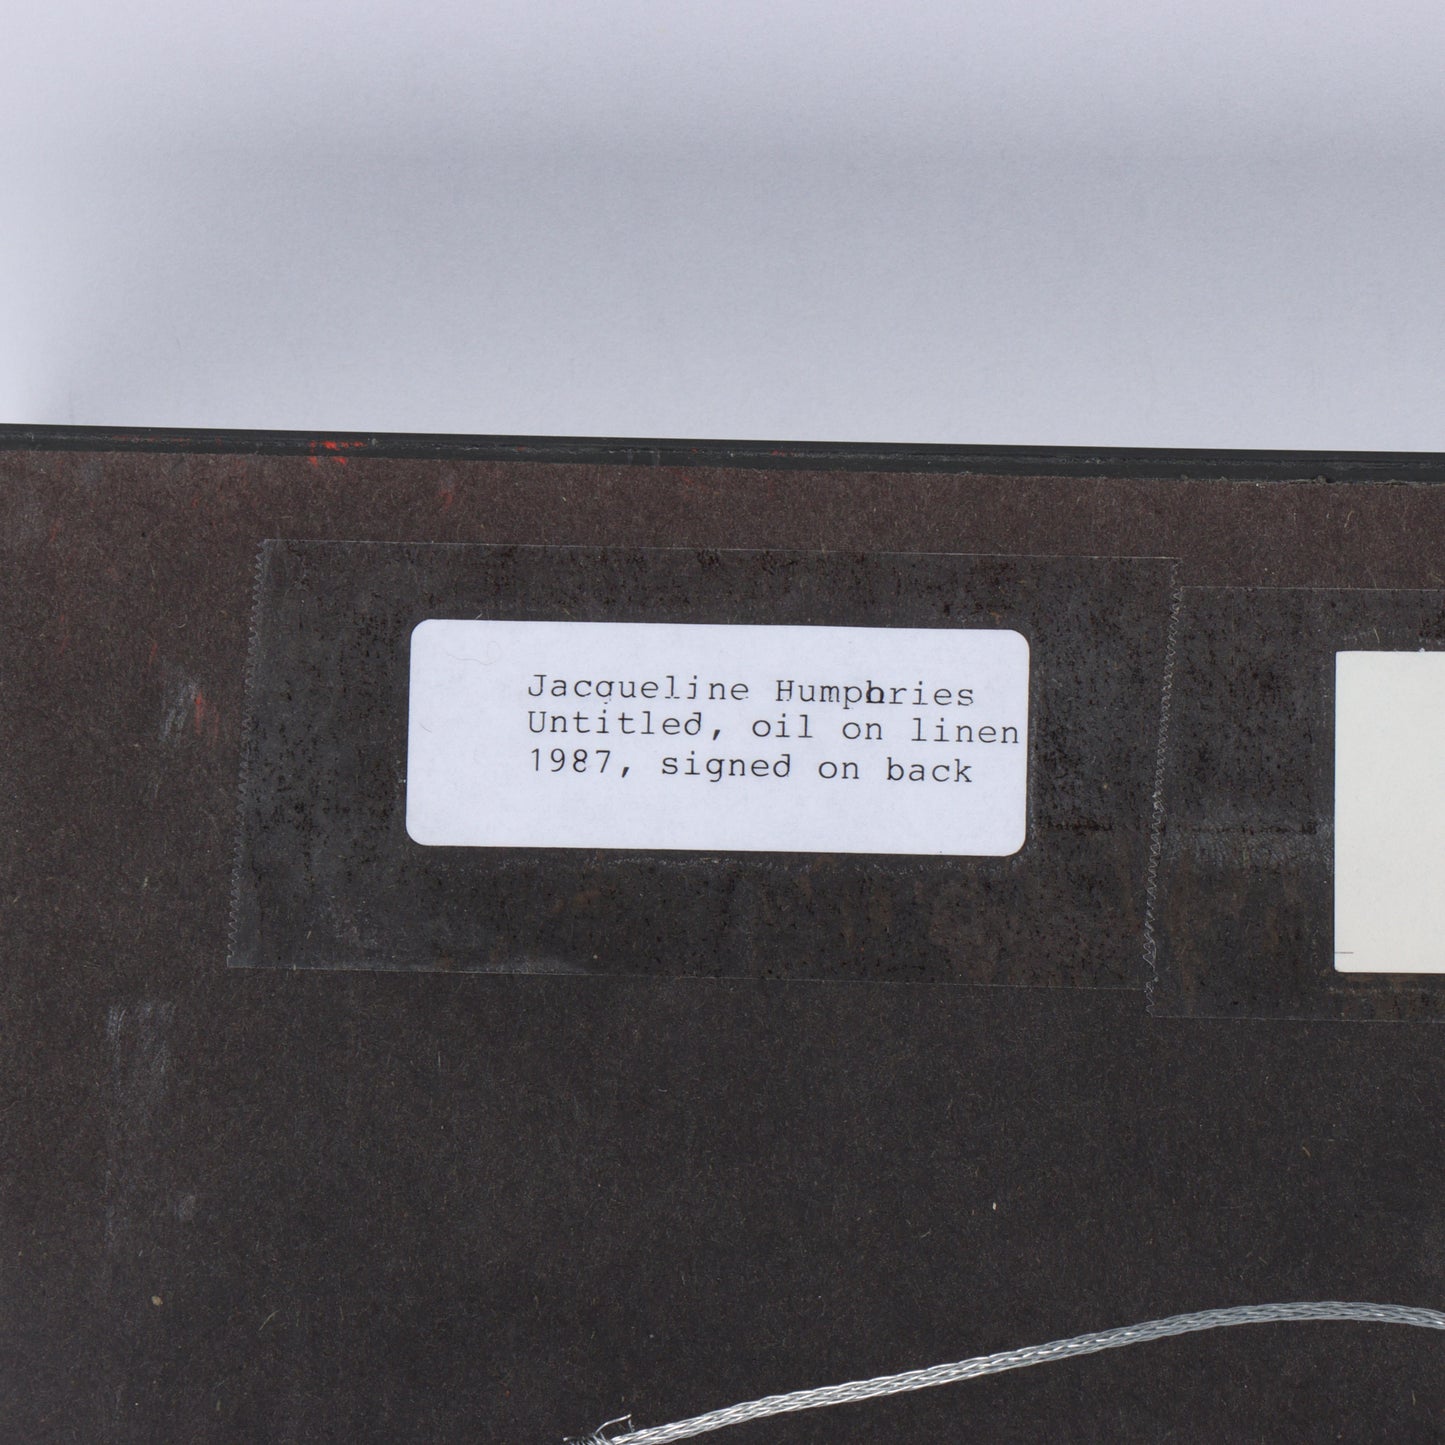 Jacqueline Humphries
Untitled, oil on linen
1987, signed on back